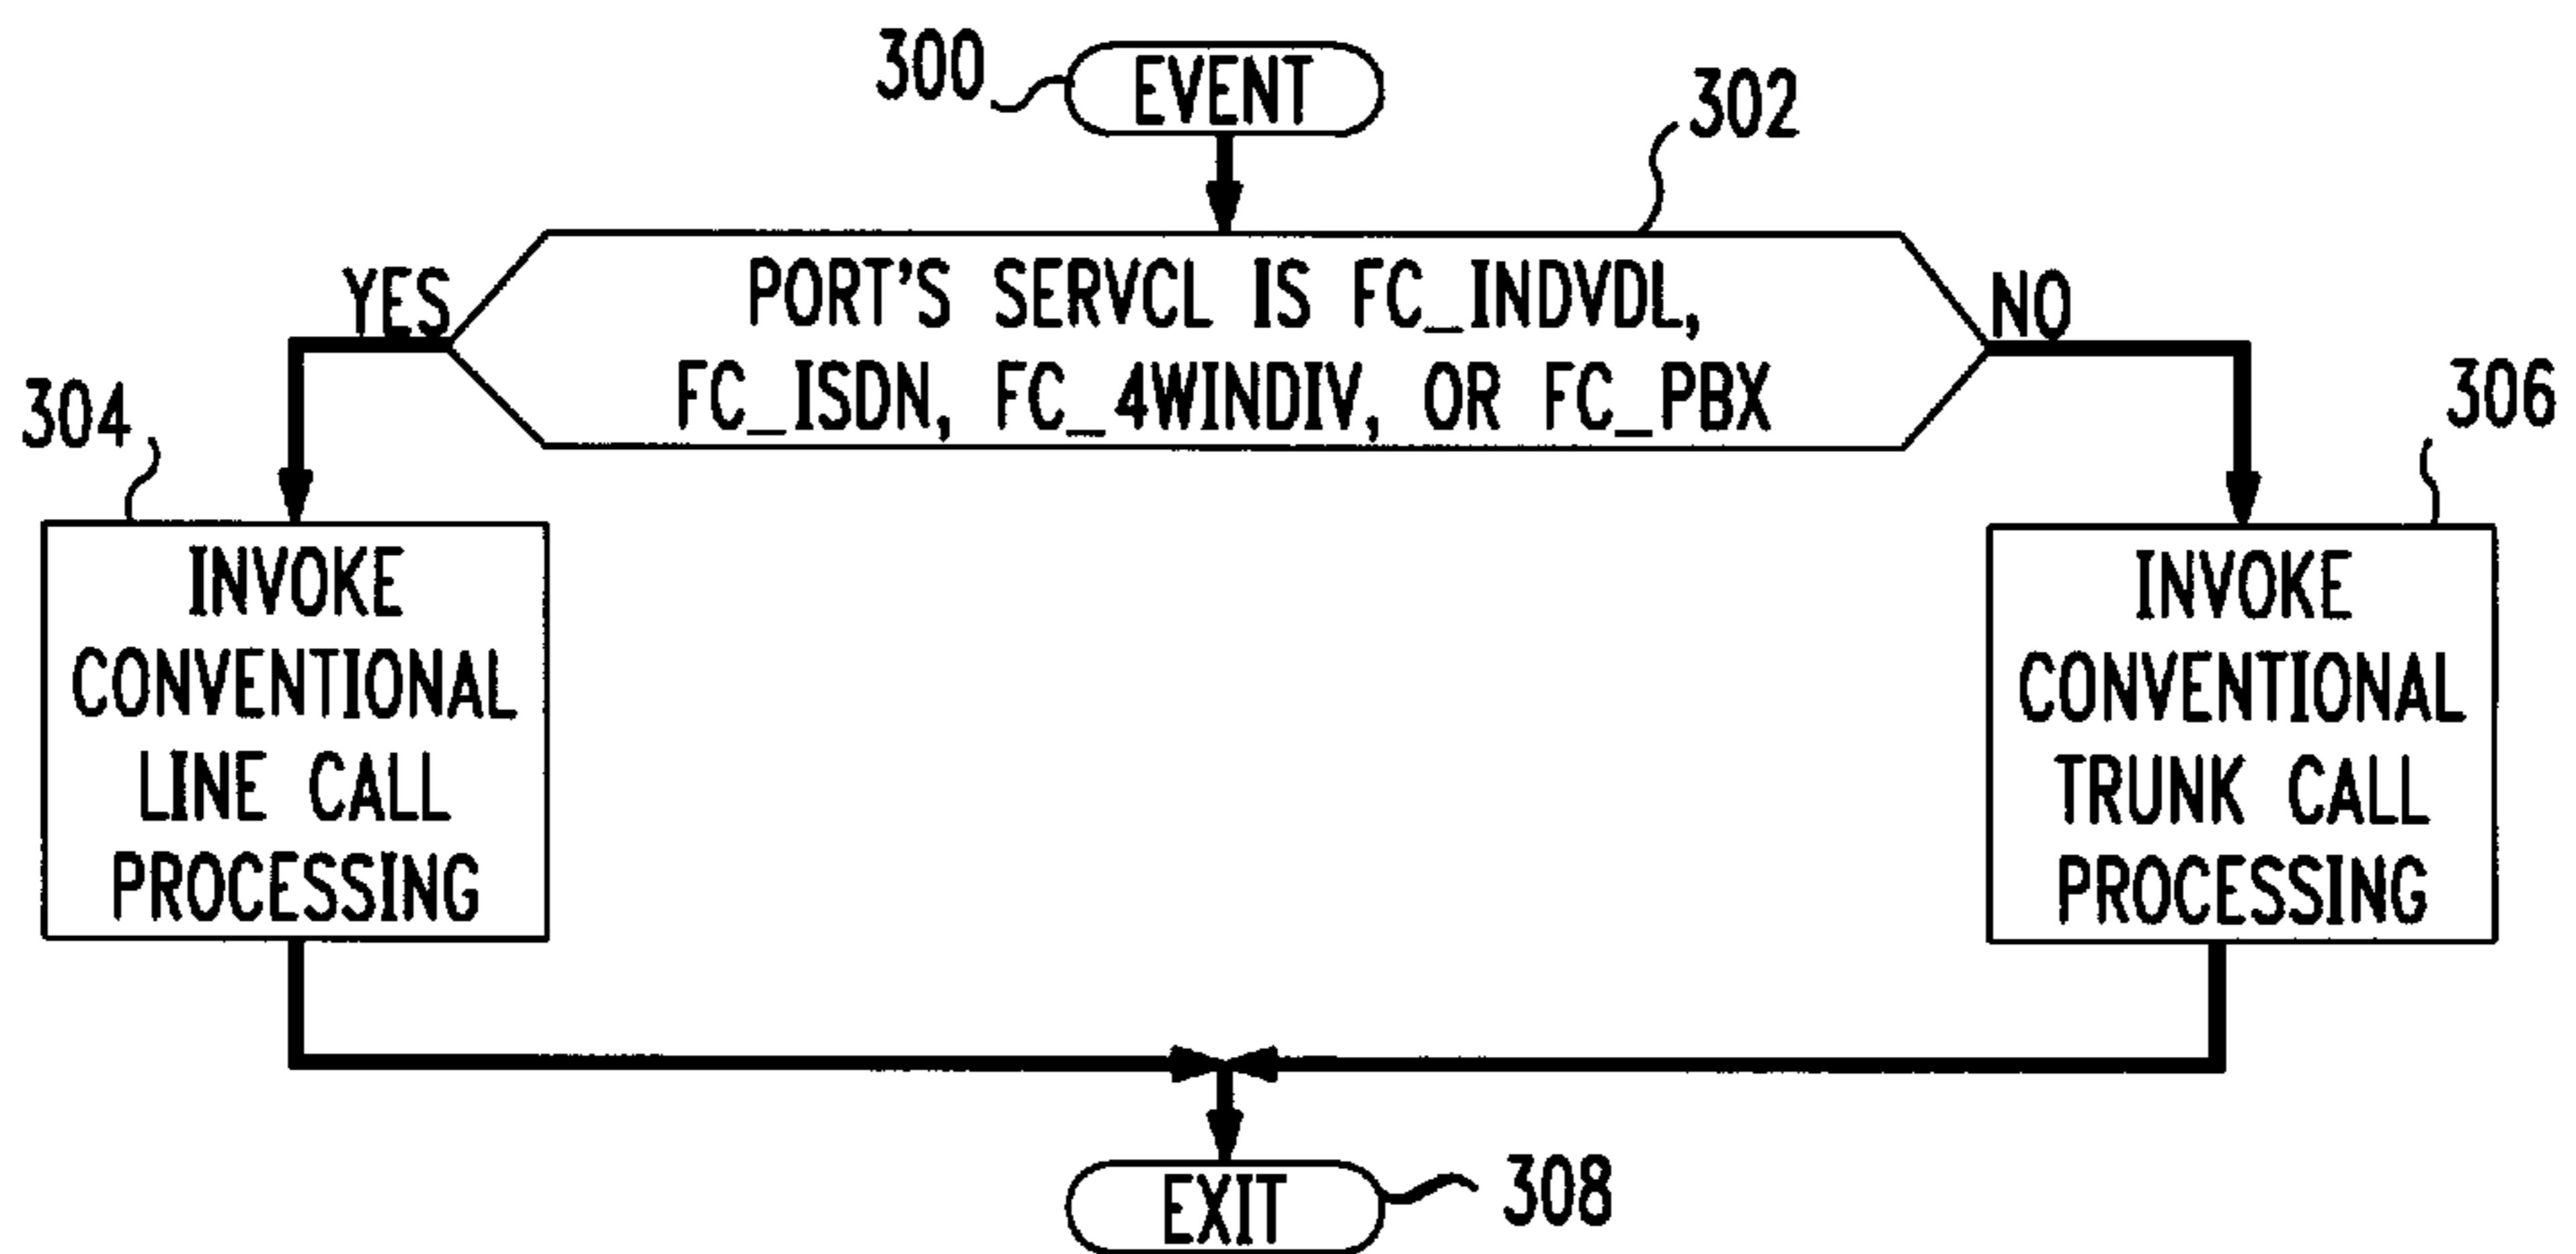 300
EVENT
302
PORT'S SERVCL IS FC_INDVDL,
FC_ISDN, FC_4WINDIV, OR FC_PBX
YES
NO
304
INVOKE
CONVENTIONAL
LINE CALL
PROCESSING
306
INVOKE
CONVENTIONAL
TRUNK CALL
PROCESSING
EXIT
308